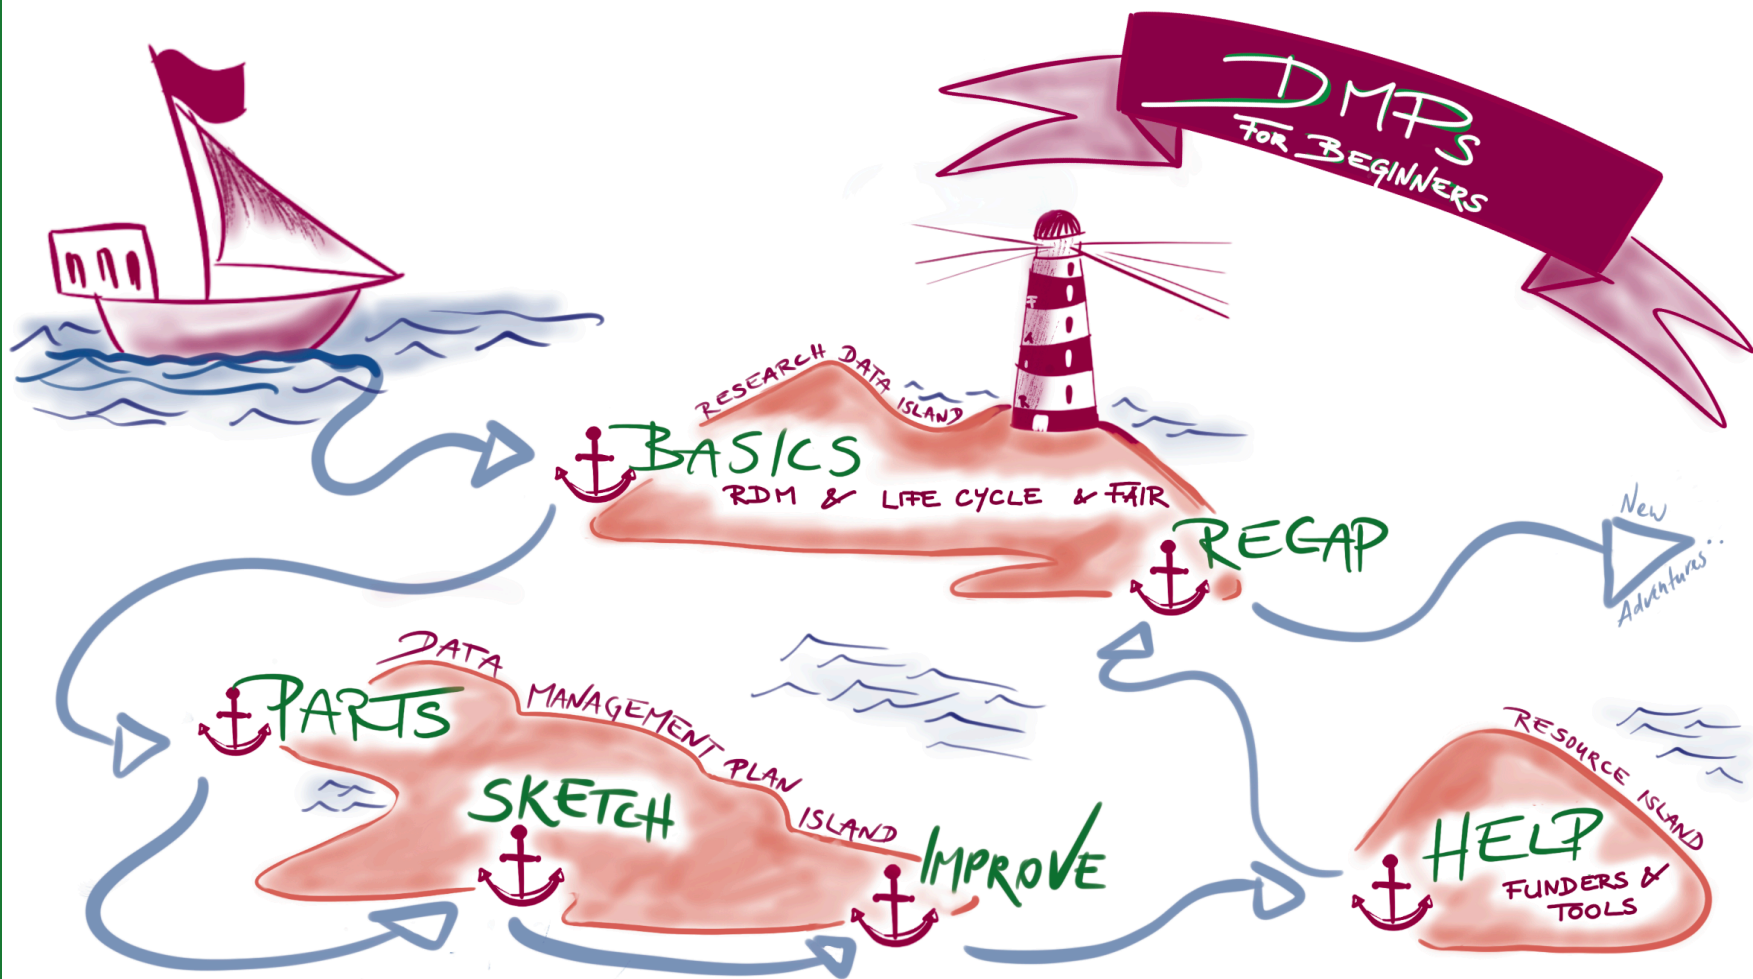 DMPs
FOR BEGINNERS
F
A
I
R
RESEARCH DATA ISLAND
BASICS
RDM & LIFE CYCLE & FAIR
RECAP
New
Adventures..
DATA MANAGEMENT PLAN ISLAND
PARTS
SKETCH
IMPROVE
RESOURCE ISLAND
HELP
FUNDERS &
TOOLS